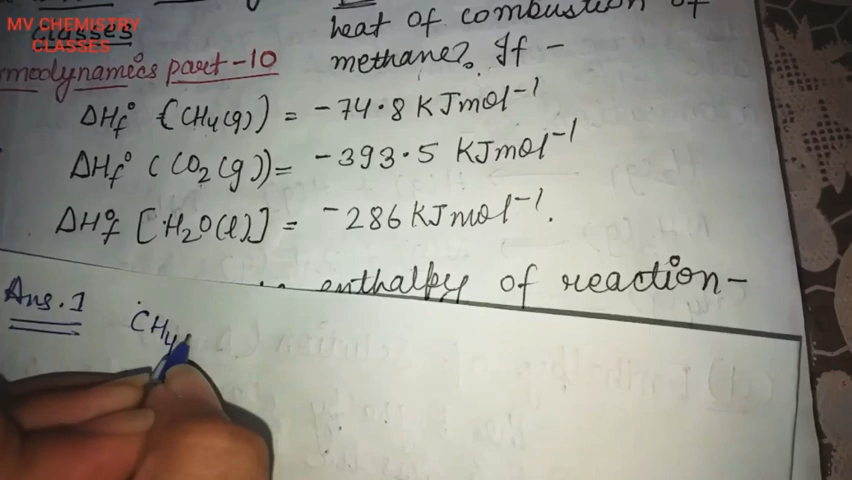 MV CHEMISTRY
CLASSES
classes
heat of combustion of
methane? If -
modynamics part-10
ΔHf° (CH4(g)) = -74.8 KJmol-1
ΔHf° (CO2(g)) = -393.5 KJmol-1
ΔHf° [H2O(l)] = -286 KJmol-1.
enthalpy of reaction-
Ans. 1
CH4